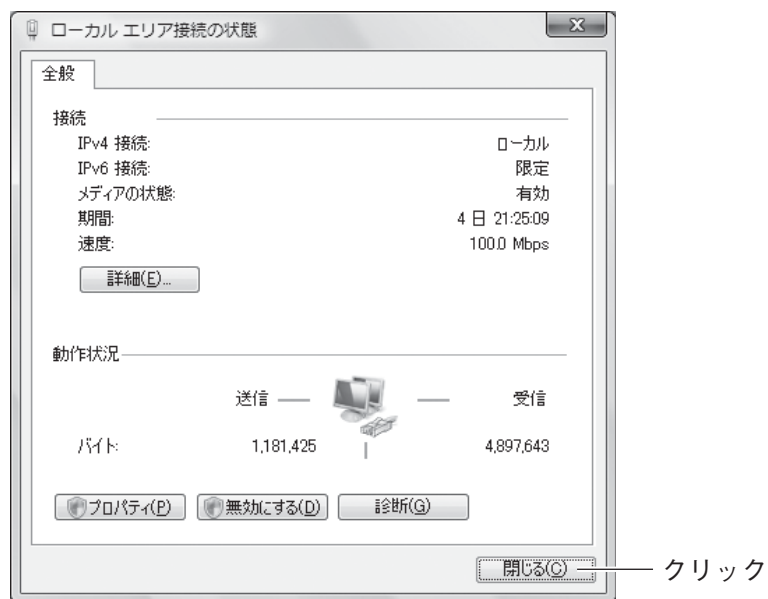 ローカル エリア接続の状態
全般
接続
IPv4 接続: ローカル
IPv6 接続: 限定
メディアの状態: 有効
期間: 4 日 21:25:09
速度: 100.0 Mbps
詳細(E)...
動作状況
送信 受信
バイト: 1,181,425 4,897,643
プロパティ(P) 無効にする(D) 診断(G)
閉じる(C) クリック